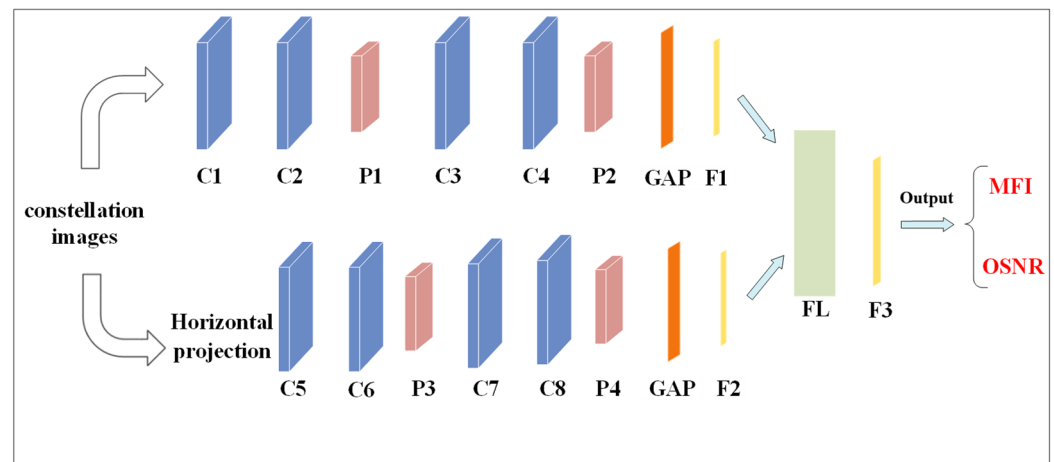 C1 C2 P1 C3 C4 P2 GAP F1
constellation
images
Horizontal
projection
C5 C6 P3 C7 C8 P4 GAP F2
FL F3
Output
MFI
OSNR